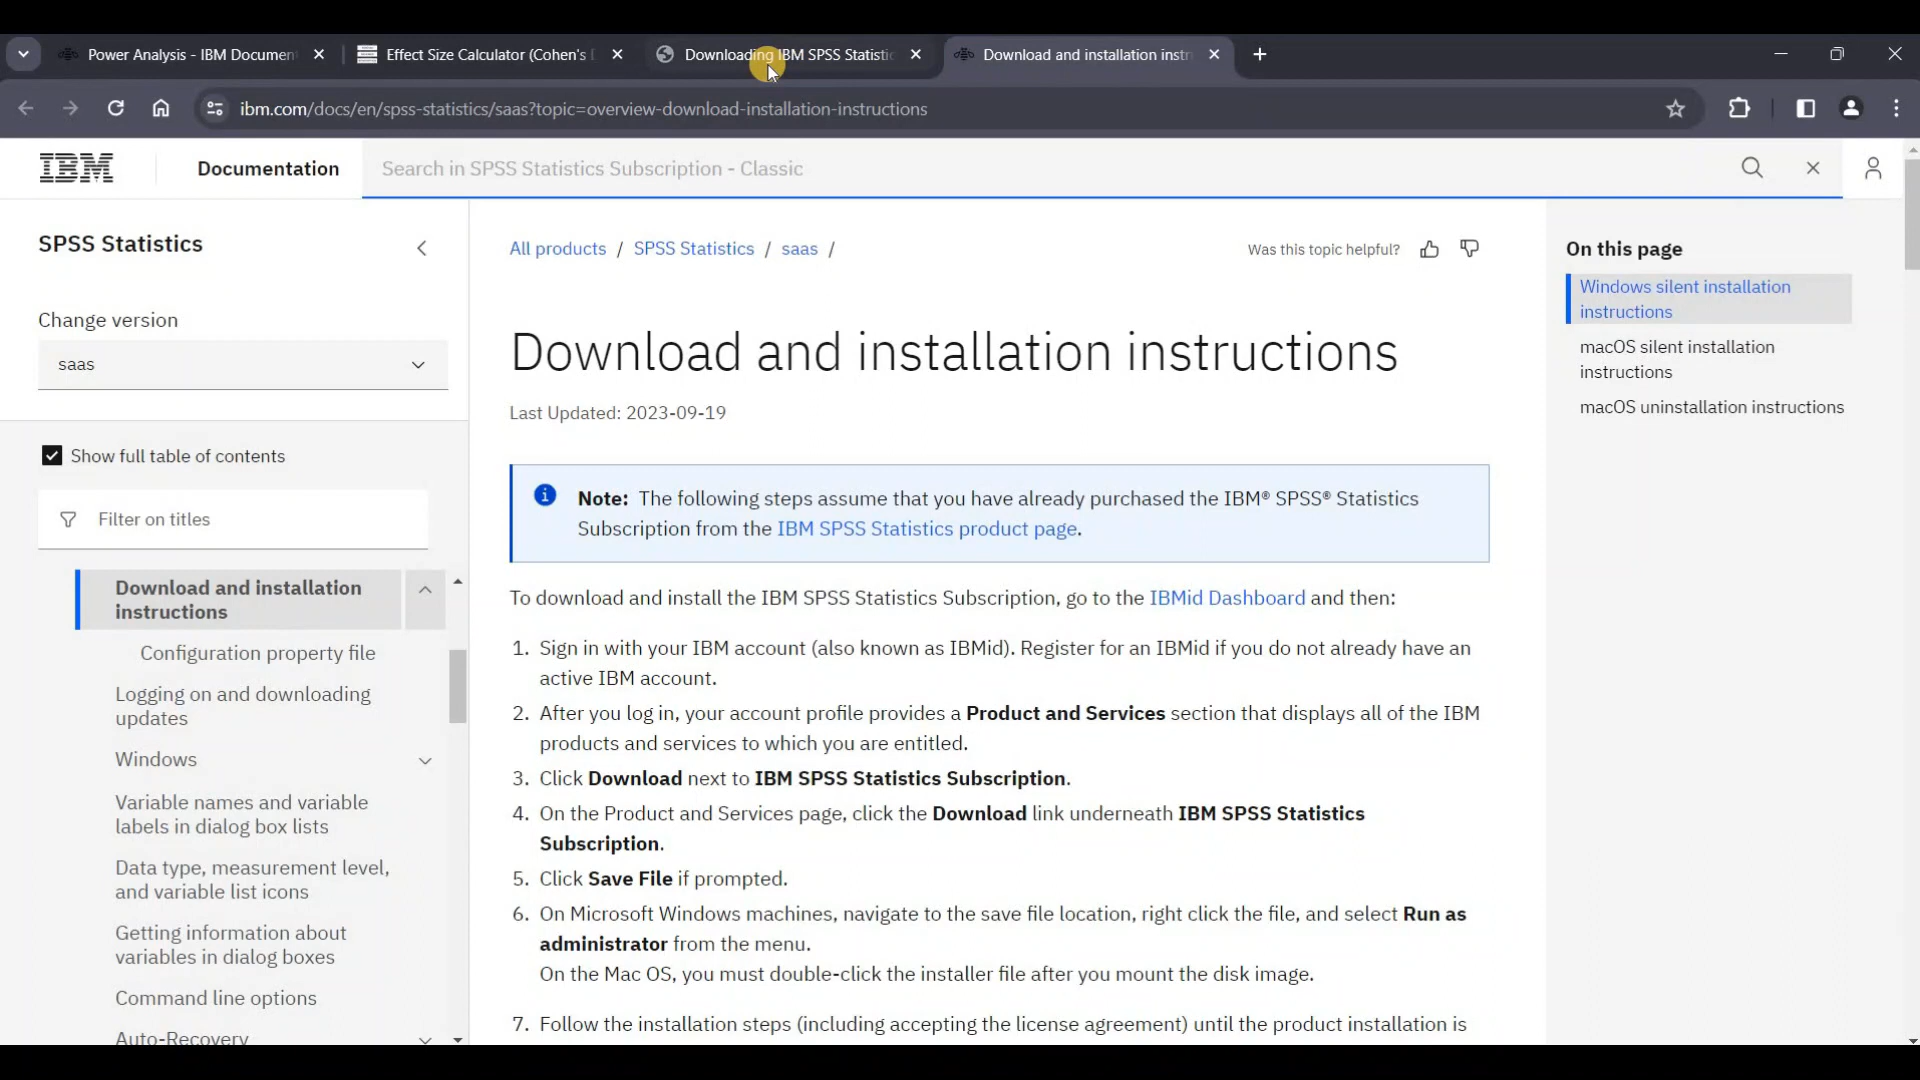 Power Analysis - IBM Documen
Effect Size Calculator (Cohen's
Downloading IBM SPSS Statistic
Download and installation instr
ibm.com/docs/en/spss-statistics/saas?topic=overview-download-installation-instructions
IBM
Documentation
Search in SPSS Statistics Subscription - Classic
SPSS Statistics
Change version
saas
Show full table of contents
Filter on titles
Download and installation
instructions
Configuration property file
Logging on and downloading
updates
Windows
Variable names and variable
labels in dialog box lists
Data type, measurement level,
and variable list icons
Getting information about
variables in dialog boxes
Command line options
Auto-Recovery
All products / SPSS Statistics / saas /
Was this topic helpful?
Download and installation instructions
Last Updated: 2023-09-19
Note: The following steps assume that you have already purchased the IBM® SPSS® Statistics
Subscription from the IBM SPSS Statistics product page.
To download and install the IBM SPSS Statistics Subscription, go to the IBMid Dashboard and then:
1. Sign in with your IBM account (also known as IBMid). Register for an IBMid if you do not already have an
active IBM account.
2. After you log in, your account profile provides a Product and Services section that displays all of the IBM
products and services to which you are entitled.
3. Click Download next to IBM SPSS Statistics Subscription.
4. On the Product and Services page, click the Download link underneath IBM SPSS Statistics
Subscription.
5. Click Save File if prompted.
6. On Microsoft Windows machines, navigate to the save file location, right click the file, and select Run as
administrator from the menu.
On the Mac OS, you must double-click the installer file after you mount the disk image.
7. Follow the installation steps (including accepting the license agreement) until the product installation is
On this page
Windows silent installation
instructions
macOS silent installation
instructions
macOS uninstallation instructions